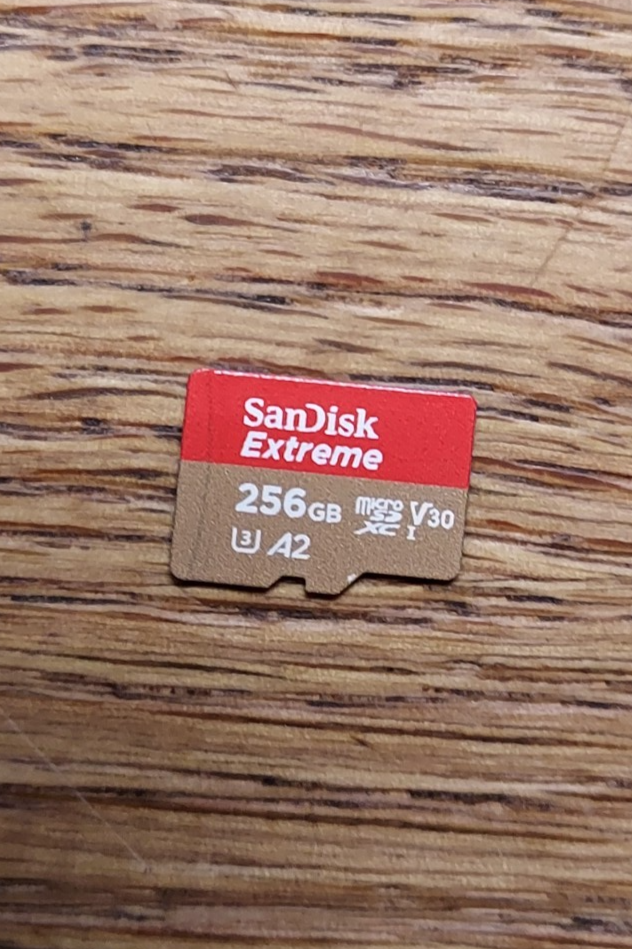 SanDisk
Extreme
256GB micro SD XC I V30
3 A2